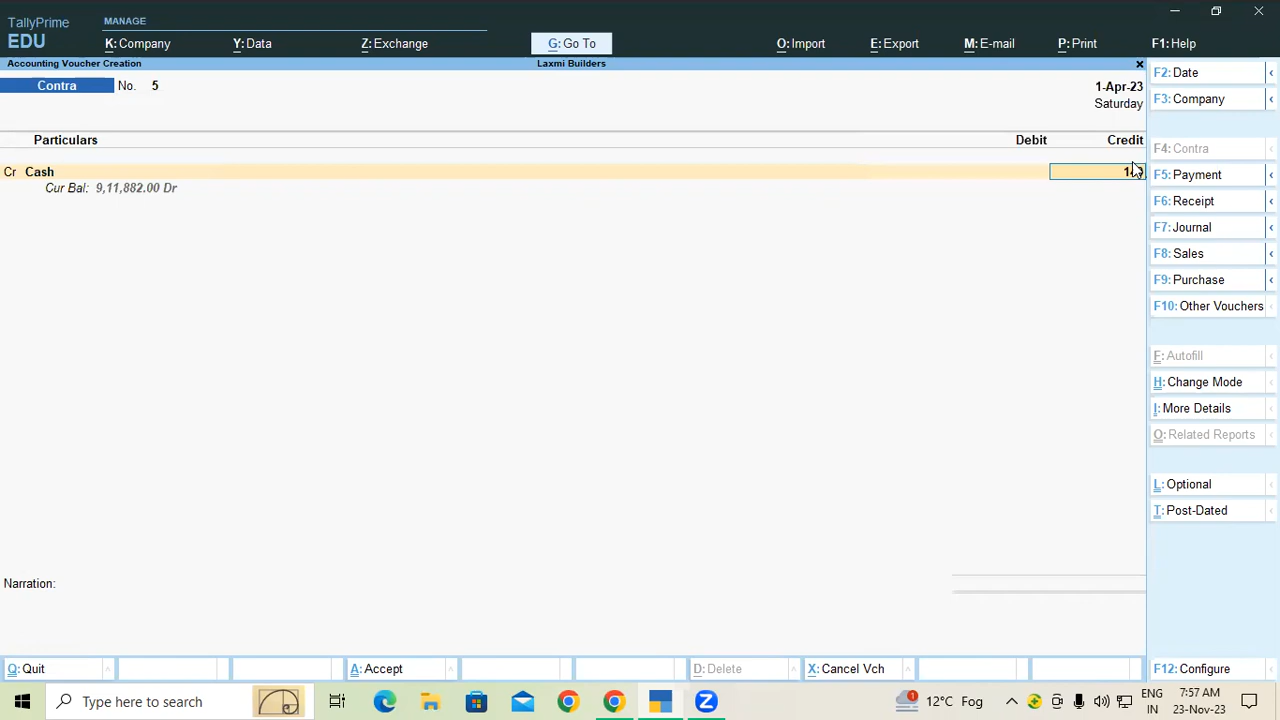 TallyPrime
EDU
MANAGE
K: Company
Y: Data
Z: Exchange
G: Go To
O: Import
E: Export
M: E-mail
P: Print
F1: Help
Accounting Voucher Creation
Laxmi Builders
Contra No. 5
1-Apr-23
Saturday
Particulars
Debit
Credit
Cr Cash
Cur Bal: 9,11,882.00 Dr
Narration:
F2: Date
F3: Company
F4: Contra
F5: Payment
F6: Receipt
F7: Journal
F8: Sales
F9: Purchase
F10: Other Vouchers
F: Autofill
H: Change Mode
I: More Details
O: Related Reports
L: Optional
T: Post-Dated
F12: Configure
Q: Quit
A: Accept
D: Delete
X: Cancel Vch
Type here to search
1
12°C Fog
ENG
IN
7:57 AM
23-Nov-23